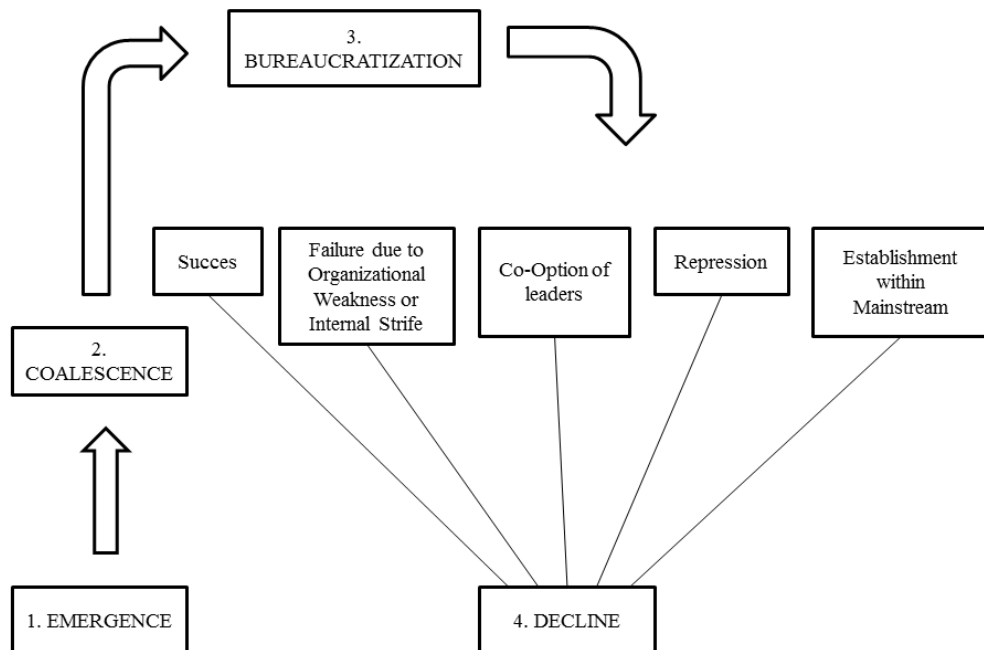 3.
BUREAUCRATIZATION
Succes
Failure due to
Organizational
Weakness or
Internal Strife
Co-Option of
leaders
Repression
Establishment
within
Mainstream
2.
COALESCENCE
1. EMERGENCE
4. DECLINE